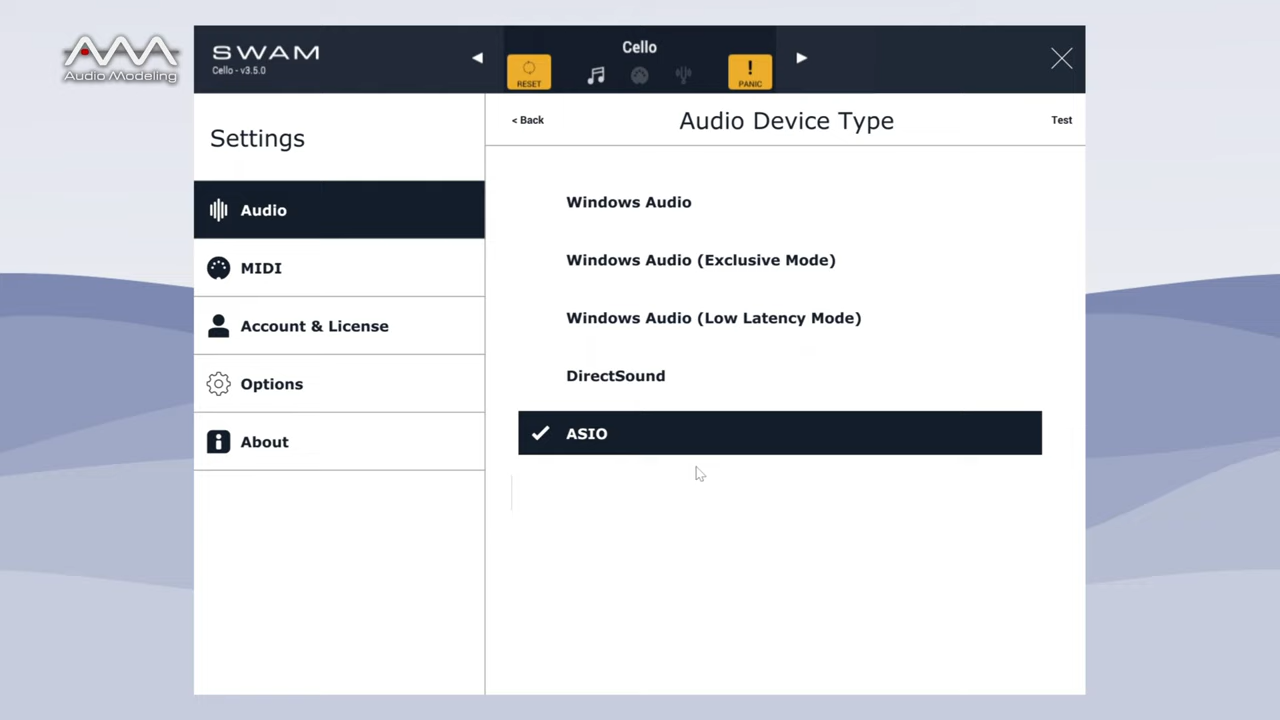 Audio Modeling
SWAM
Cello - v3.5.0
Cello
RESET
!
PANIC
Settings
Audio
MIDI
Account & License
Options
About
< Back
Audio Device Type
Test
Windows Audio
Windows Audio (Exclusive Mode)
Windows Audio (Low Latency Mode)
DirectSound
ASIO